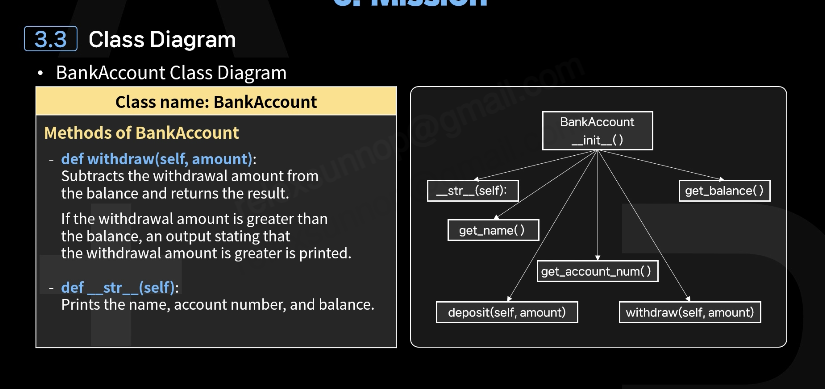 3. Mission
3.3 Class Diagram
• BankAccount Class Diagram
Class name: BankAccount
Methods of BankAccount
- def withdraw(self, amount):
Subtracts the withdrawal amount from
the balance and returns the result.
If the withdrawal amount is greater than
the balance, an output stating that
the withdrawal amount is greater is printed.
- def __str__(self):
Prints the name, account number, and balance.
BankAccount
__init__()
__str__(self):
get_balance()
get_name()
get_account_num()
deposit(self, amount)
withdraw(self, amount)